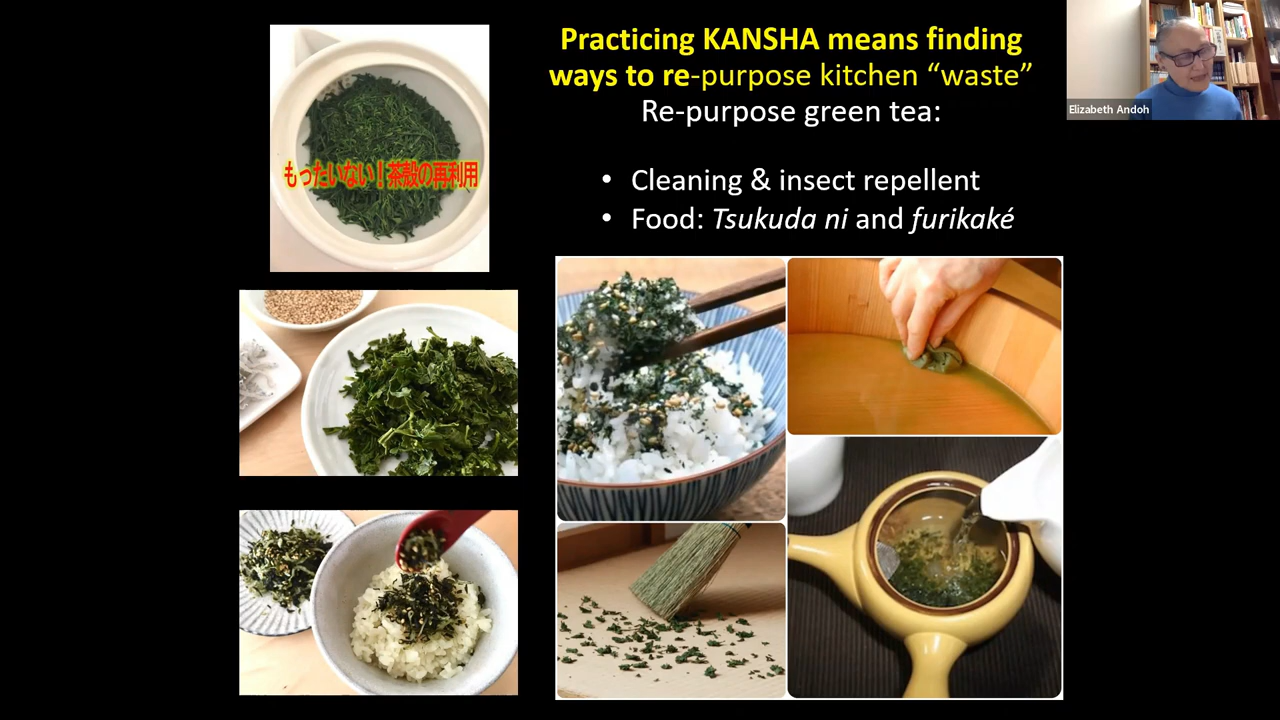 Practicing KANSHA means finding
ways to re-purpose kitchen “waste”
Re-purpose green tea:
• Cleaning & insect repellent
• Food: Tsukuda ni and furikaké
もったいない！茶殻の再利用
Elizabeth Andoh